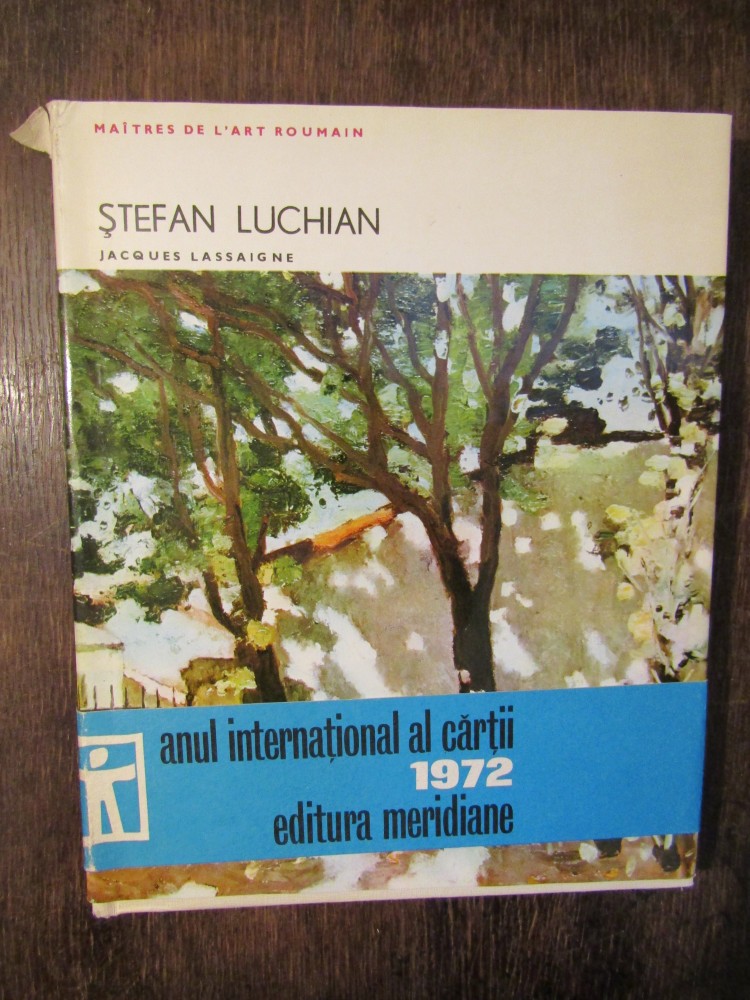 MAÎTRES DE L'ART ROUMAIN
ŞTEFAN LUCHIAN
JACQUES LASSAIGNE
anul internaţional al cărţii
1972
editura meridiane